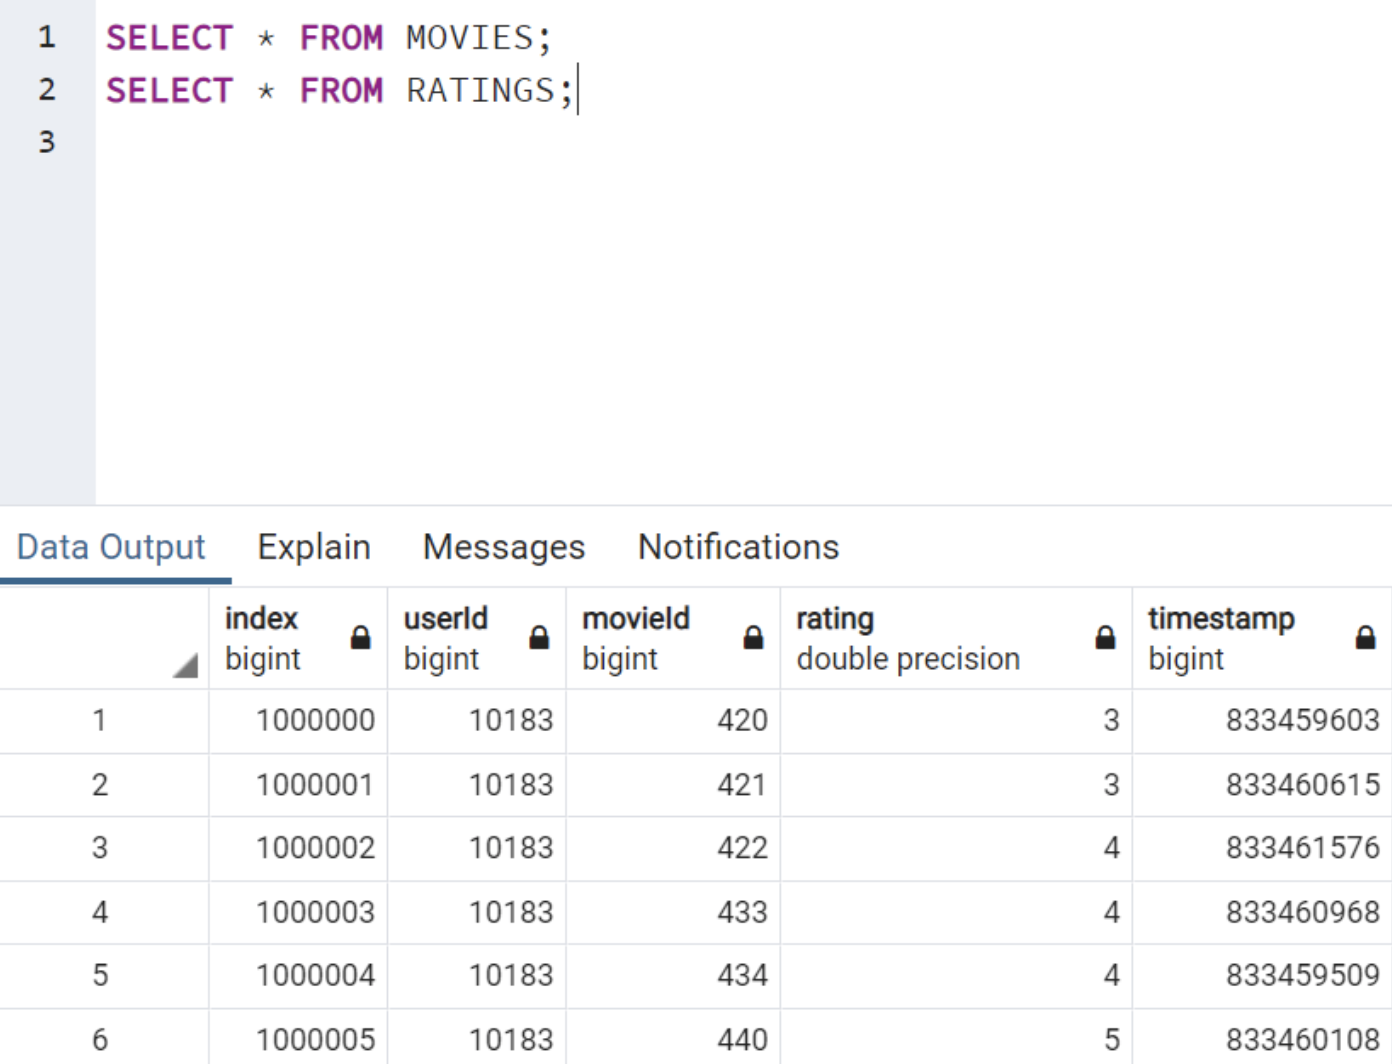 1 SELECT * FROM MOVIES;
2 SELECT * FROM RATINGS;
3
Data Output Explain Messages Notifications
index userId movieId rating timestamp
bigint bigint bigint double precision bigint
1 1000000 10183 420 3 833459603
2 1000001 10183 421 3 833460615
3 1000002 10183 422 4 833461576
4 1000003 10183 433 4 833460968
5 1000004 10183 434 4 833459509
6 1000005 10183 440 5 833460108